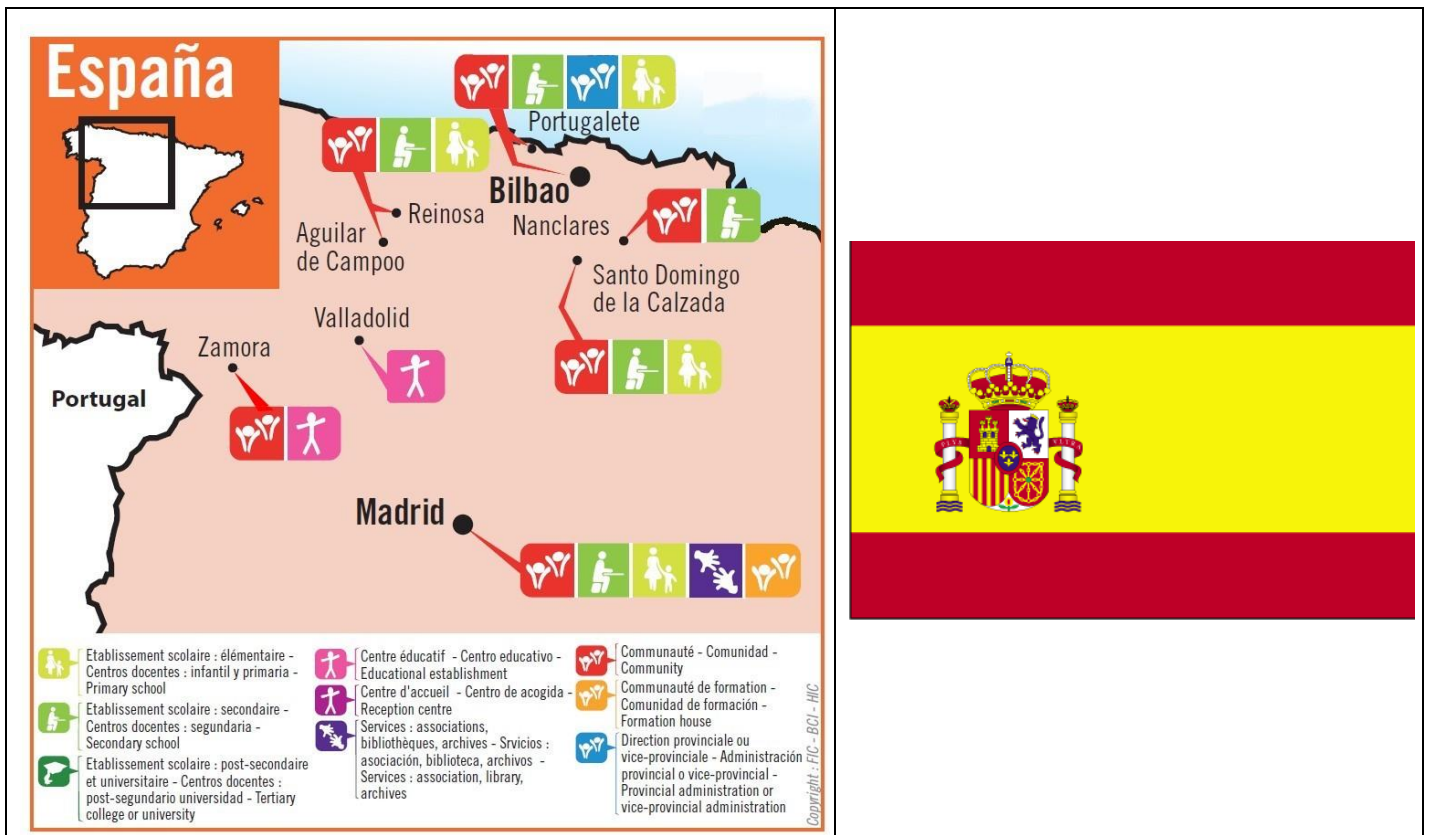 España
Portugalete
Bilbao
Reinosa
Nanclares
Aguilar
de Campoo
Santo Domingo
de la Calzada
Valladolid
Zamora
Portugal
Madrid
Etablissement scolaire : élémentaire -
Centros docentes : infantil y primaria -
Primary school
Etablissement scolaire : secondaire -
Centros docentes : segundaria -
Secondary school
Etablissement scolaire : post-secondaire
et universitaire - Centros docentes :
post-segundario universidad - Tertiary
college or university
Centre éducatif - Centro educativo -
Educational establishment
Centre d'accueil - Centro de acogida -
Reception centre
Services : associations,
bibliothèques, archives - Srvicios :
asociación, biblioteca, archivos -
Services : association, library,
archives
Communauté - Comunidad -
Community
Communauté de formation -
Comunidad de formación -
Formation house
Direction provinciale ou
vice-provinciale - Administración
provincial o vice-provincial -
Provincial administration or
vice-provincial administration
Copyright : FIC - BCI - HIC